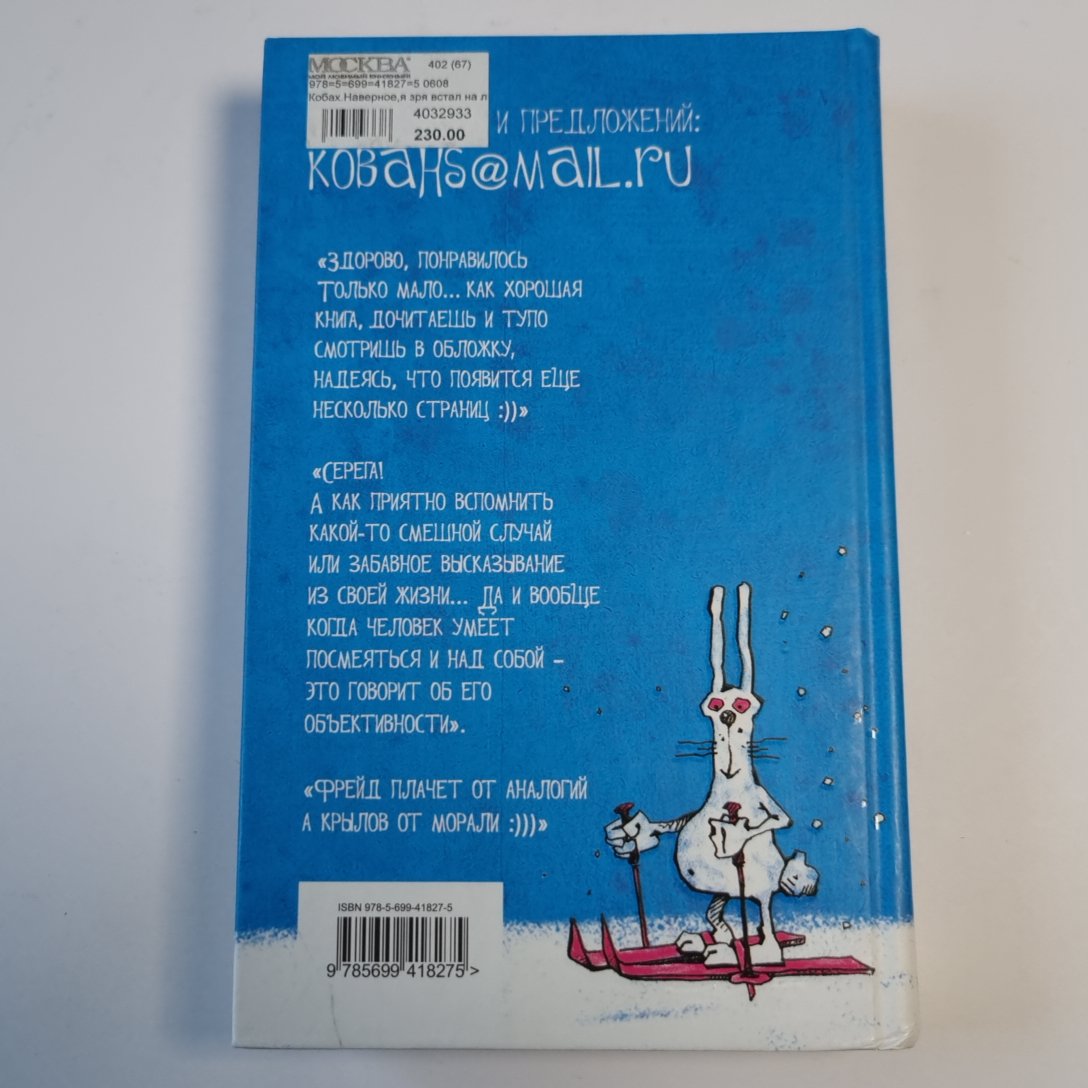 МОСКВА 402 (67)
МОЙ ЛЮБИМЫЙ КНИЖНЫЙ
978=5=699=41827=5 0608
Кобах.Наверное,я зря встал на л
4032933
230.00
И ПРЕДЛОЖЕНИЙ:
KOBAHS@MAIL.RU
«ЗДОРОВО, ПОНРАВИЛОСЬ
ТОЛЬКО МАЛО... КАК ХОРОШАЯ
КНИГА, ДОЧИТАЕШЬ И ТУПО
СМОТРИШЬ В ОБЛОЖКУ,
НАДЕЯСЬ, ЧТО ПОЯВИТСЯ ЕЩЕ
НЕСКОЛЬКО СТРАНИЦ :))»
«СЕРЕГА!
А КАК ПРИЯТНО ВСПОМНИТЬ
КАКОЙ-ТО СМЕШНОЙ СЛУЧАЙ
ИЛИ ЗАБАВНОЕ ВЫСКАЗЫВАНИЕ
ИЗ СВОЕЙ ЖИЗНИ... ДА И ВООБЩЕ
КОГДА ЧЕЛОВЕК УМЕЕТ
ПОСМЕЯТЬСЯ И НАД СОБОЙ –
ЭТО ГОВОРИТ ОБ ЕГО
ОБЪЕКТИВНОСТИ».
«ФРЕЙД ПЛАЧЕТ ОТ АНАЛОГИЙ
А КРЫЛОВ ОТ МОРАЛИ :)))»
ISBN 978-5-699-41827-5
9 785699 418275 >